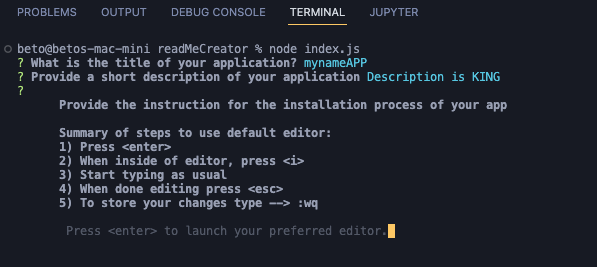 PROBLEMS OUTPUT DEBUG CONSOLE TERMINAL JUPYTER
beto@betos-mac-mini readMeCreator % node index.js
? What is the title of your application? mynameAPP
? Provide a short description of your application Description is KING
?
Provide the instruction for the installation process of your app
Summary of steps to use default editor:
1) Press <enter>
2) When inside of editor, press <i>
3) Start typing as usual
4) When done editing press <esc>
5) To store your changes type --> :wq
Press <enter> to launch your preferred editor.